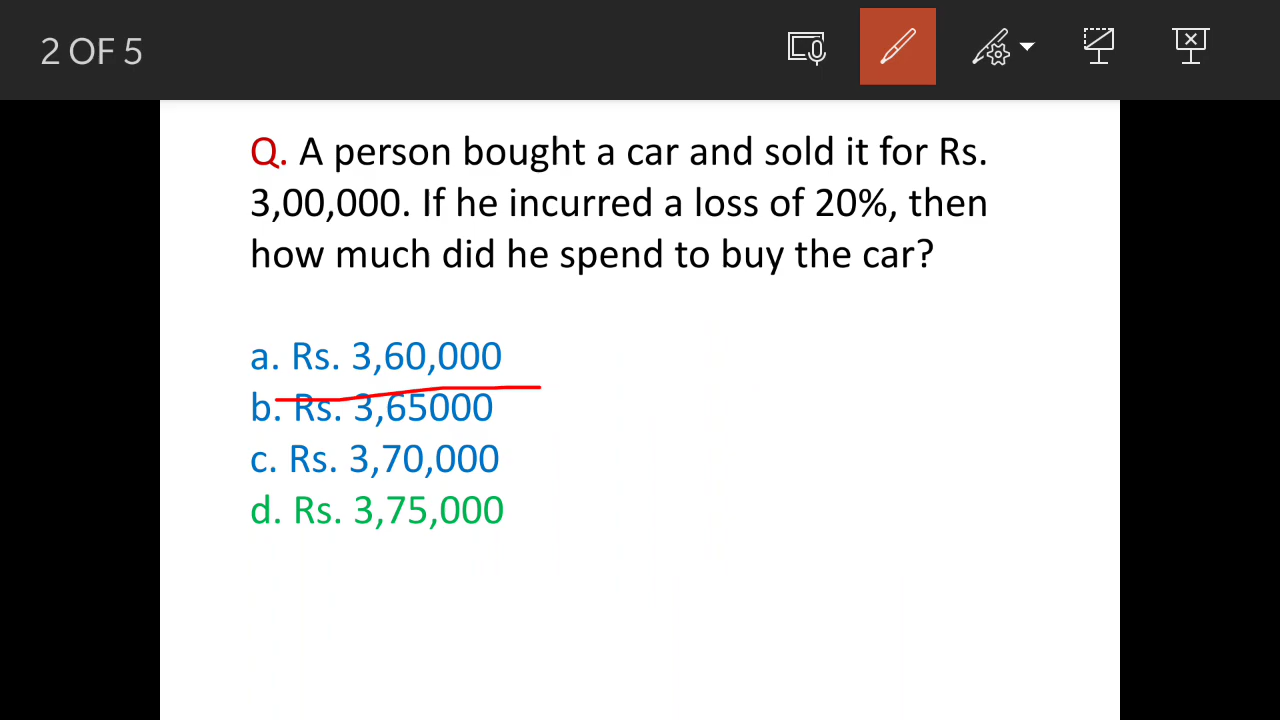 2 OF 5
Q. A person bought a car and sold it for Rs.
3,00,000. If he incurred a loss of 20%, then
how much did he spend to buy the car?
a. Rs. 3,60,000
b. Rs. 3,65000
c. Rs. 3,70,000
d. Rs. 3,75,000